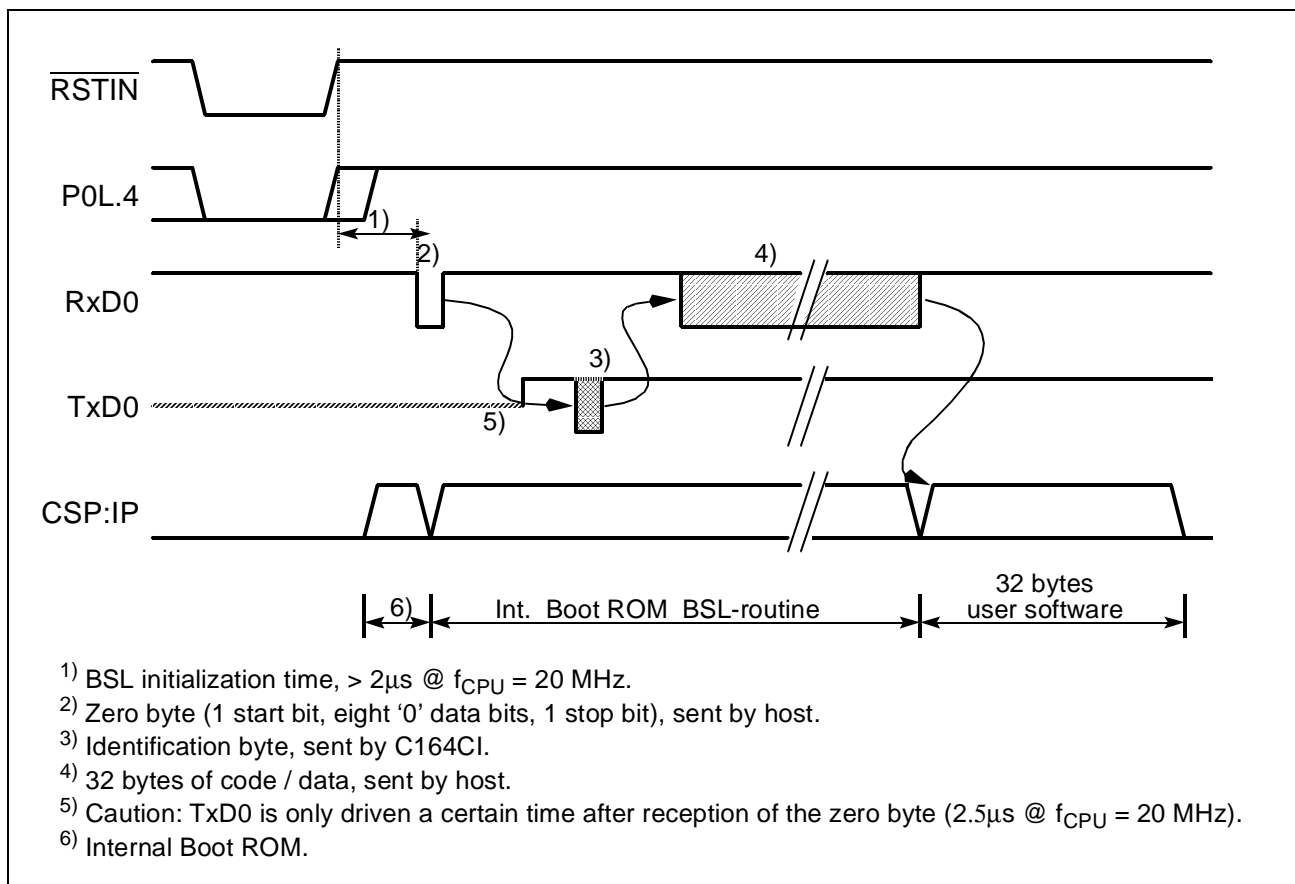 RSTIN
P0L.4
1)
2)
4)
RxD0
3)
TxD0
5)
CSP:IP
6)
Int. Boot ROM BSL-routine
32 bytes
user software
1) BSL initialization time, > 2µs @ fCPU = 20 MHz.
2) Zero byte (1 start bit, eight ‘0’ data bits, 1 stop bit), sent by host.
3) Identification byte, sent by C164CI.
4) 32 bytes of code / data, sent by host.
5) Caution: TxD0 is only driven a certain time after reception of the zero byte (2.5µs @ fCPU = 20 MHz).
6) Internal Boot ROM.